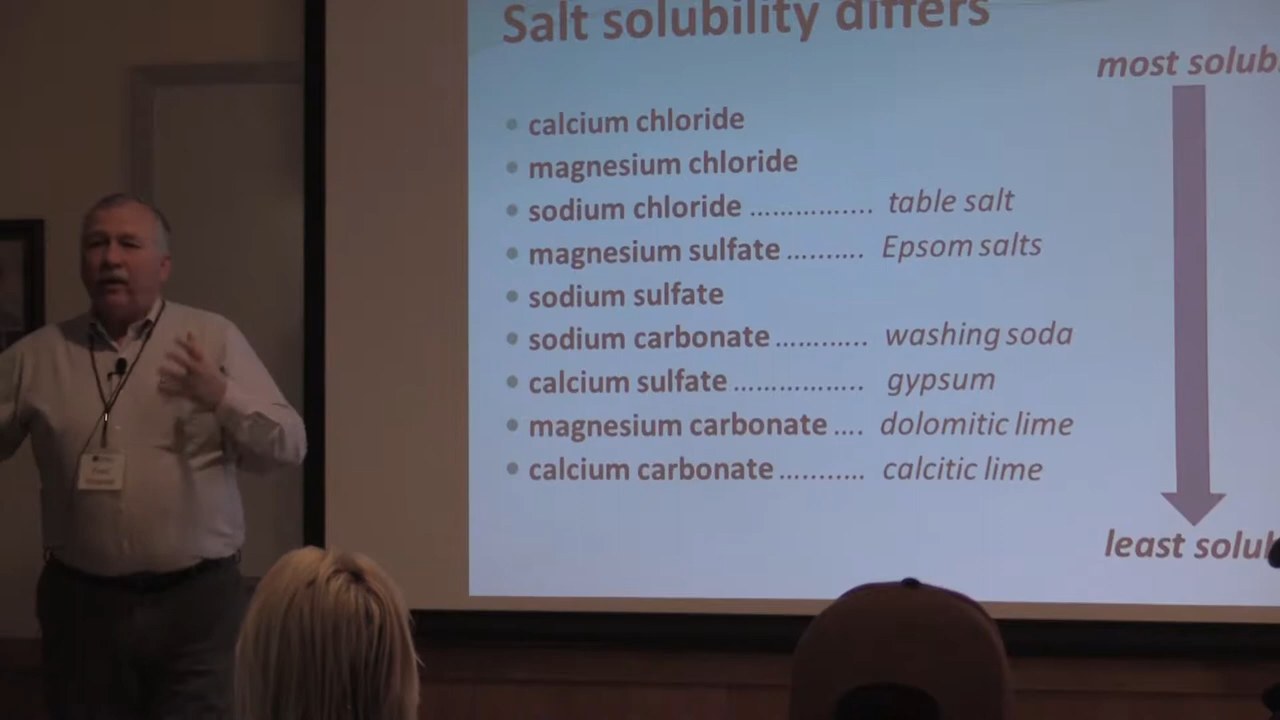 Salt solubility differs
most solub
• calcium chloride
• magnesium chloride
• sodium chloride ................ table salt
• magnesium sulfate .......... Epsom salts
• sodium sulfate
• sodium carbonate ............ washing soda
• calcium sulfate .................. gypsum
• magnesium carbonate .... dolomitic lime
• calcium carbonate ........... calcitic lime
least solub